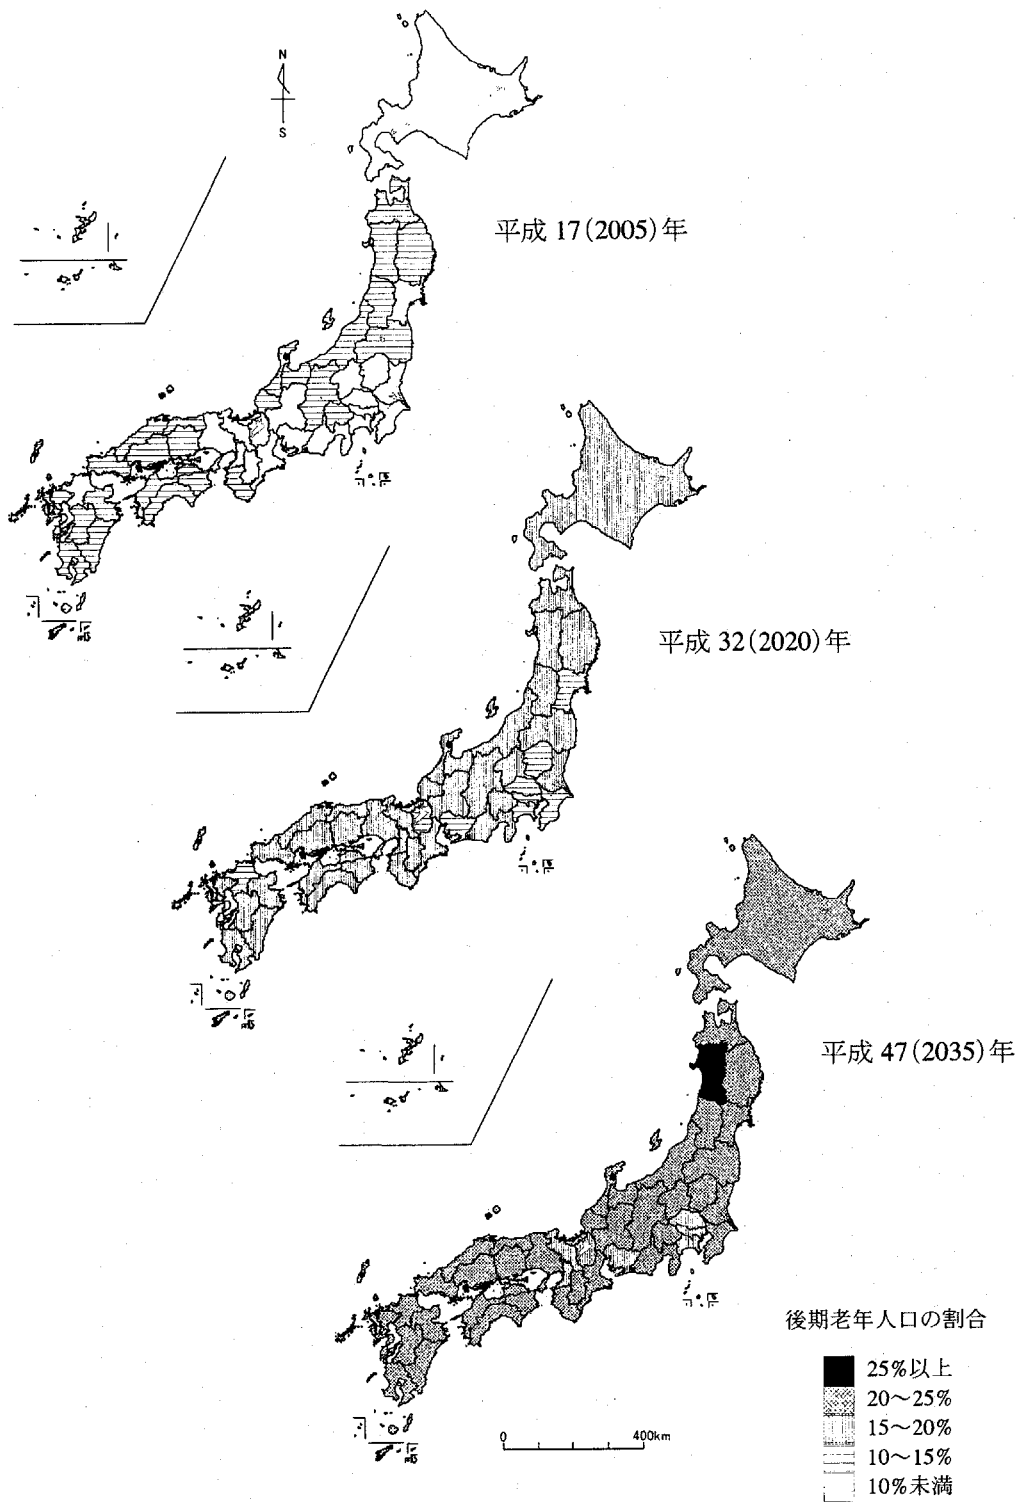 N
S
平成 17(2005)年
平成 32(2020)年
平成 47(2035)年
後期老年人口の割合
25%以上
20〜25%
15〜20%
10〜15%
10%未満
0 400km